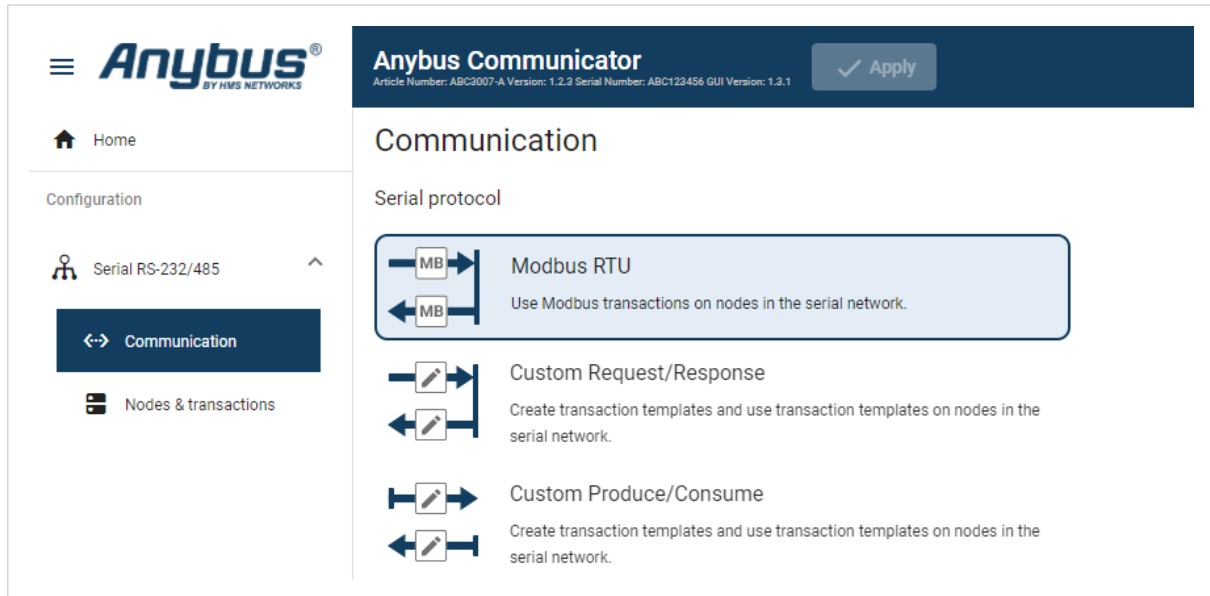 Anybus®
BY HMS NETWORKS
Anybus Communicator
Article Number: ABC3007-A Version: 1.2.3 Serial Number: ABC123456 GUI Version: 1.3.1
Apply
Home
Configuration
Serial RS-232/485
Communication
Nodes & transactions
Communication
Serial protocol
MB
MB
Modbus RTU
Use Modbus transactions on nodes in the serial network.
Custom Request/Response
Create transaction templates and use transaction templates on nodes in the
serial network.
Custom Produce/Consume
Create transaction templates and use transaction templates on nodes in the
serial network.